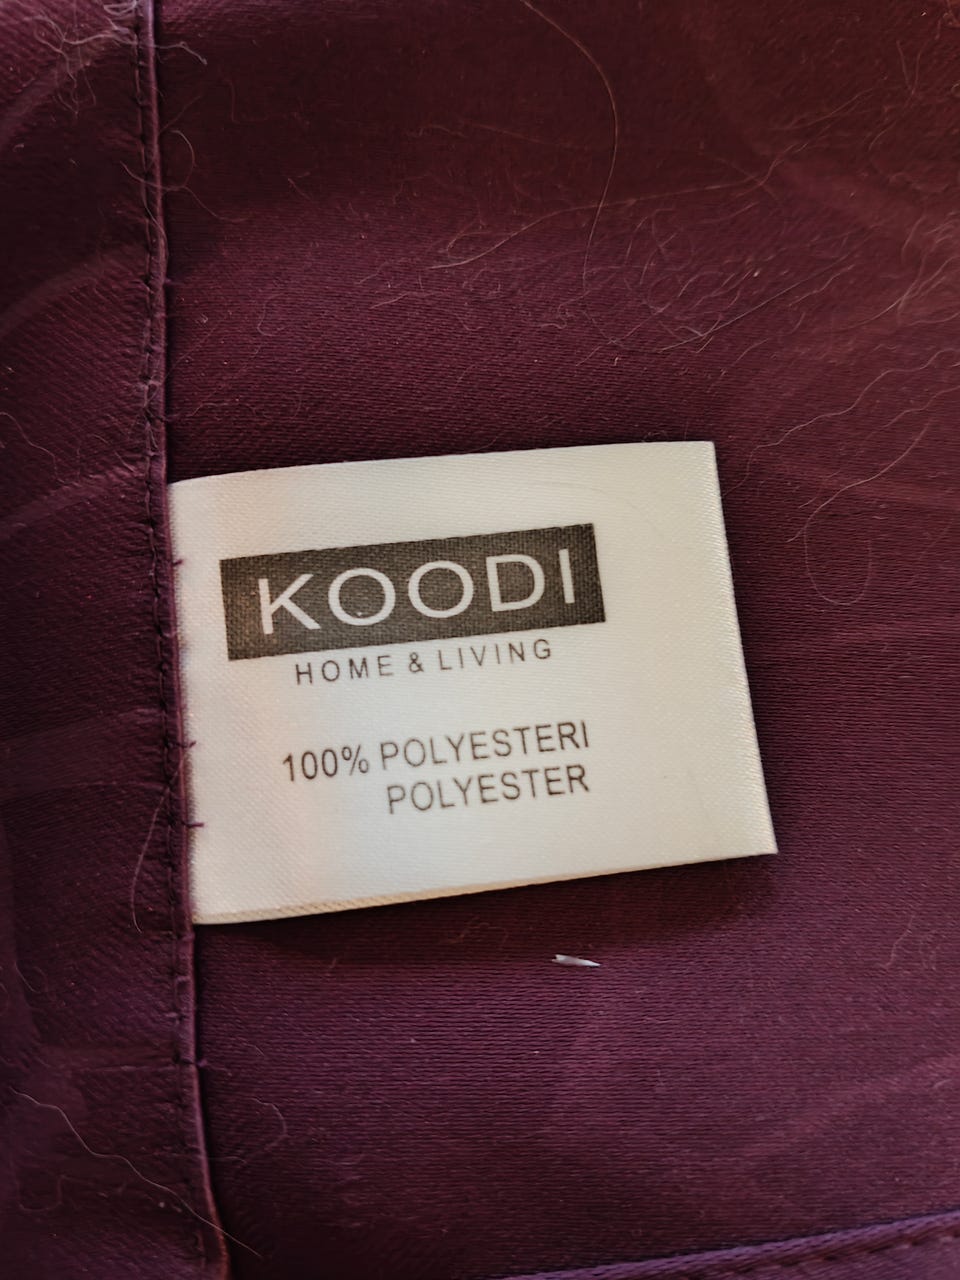 KOODI
HOME & LIVING
100% POLYESTERI
POLYESTER